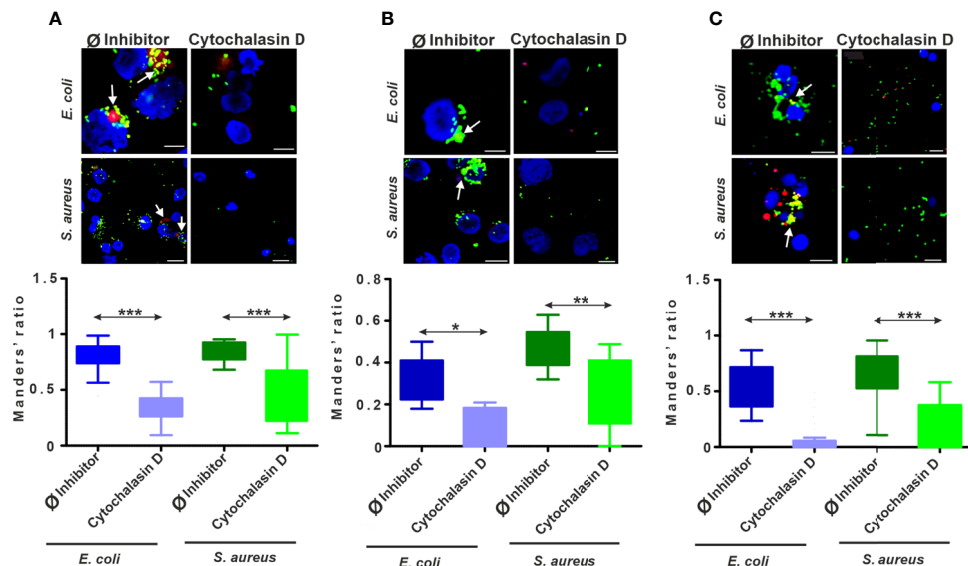 A
B
C
Ø Inhibitor Cytochalasin D
Ø Inhibitor Cytochalasin D
Ø Inhibitor Cytochalasin D
E. coli
E. coli
E. coli
S. aureus
S. aureus
S. aureus
Manders' ratio
1.5
1
0.5
0
***
***
Ø Inhibitor
Cytochalasin D
Ø Inhibitor
Cytochalasin D
E. coli
S. aureus
Manders' ratio
0.8
0.6
0.4
0.2
0
*
**
Ø Inhibitor
Cytochalasin D
Ø Inhibitor
Cytochalasin D
E. coli
S. aureus
Manders' ratio
1.5
1
0.5
0
***
***
Ø Inhibitor
Cytochalasin D
Ø Inhibitor
Cytochalasin D
E. coli
S. aureus